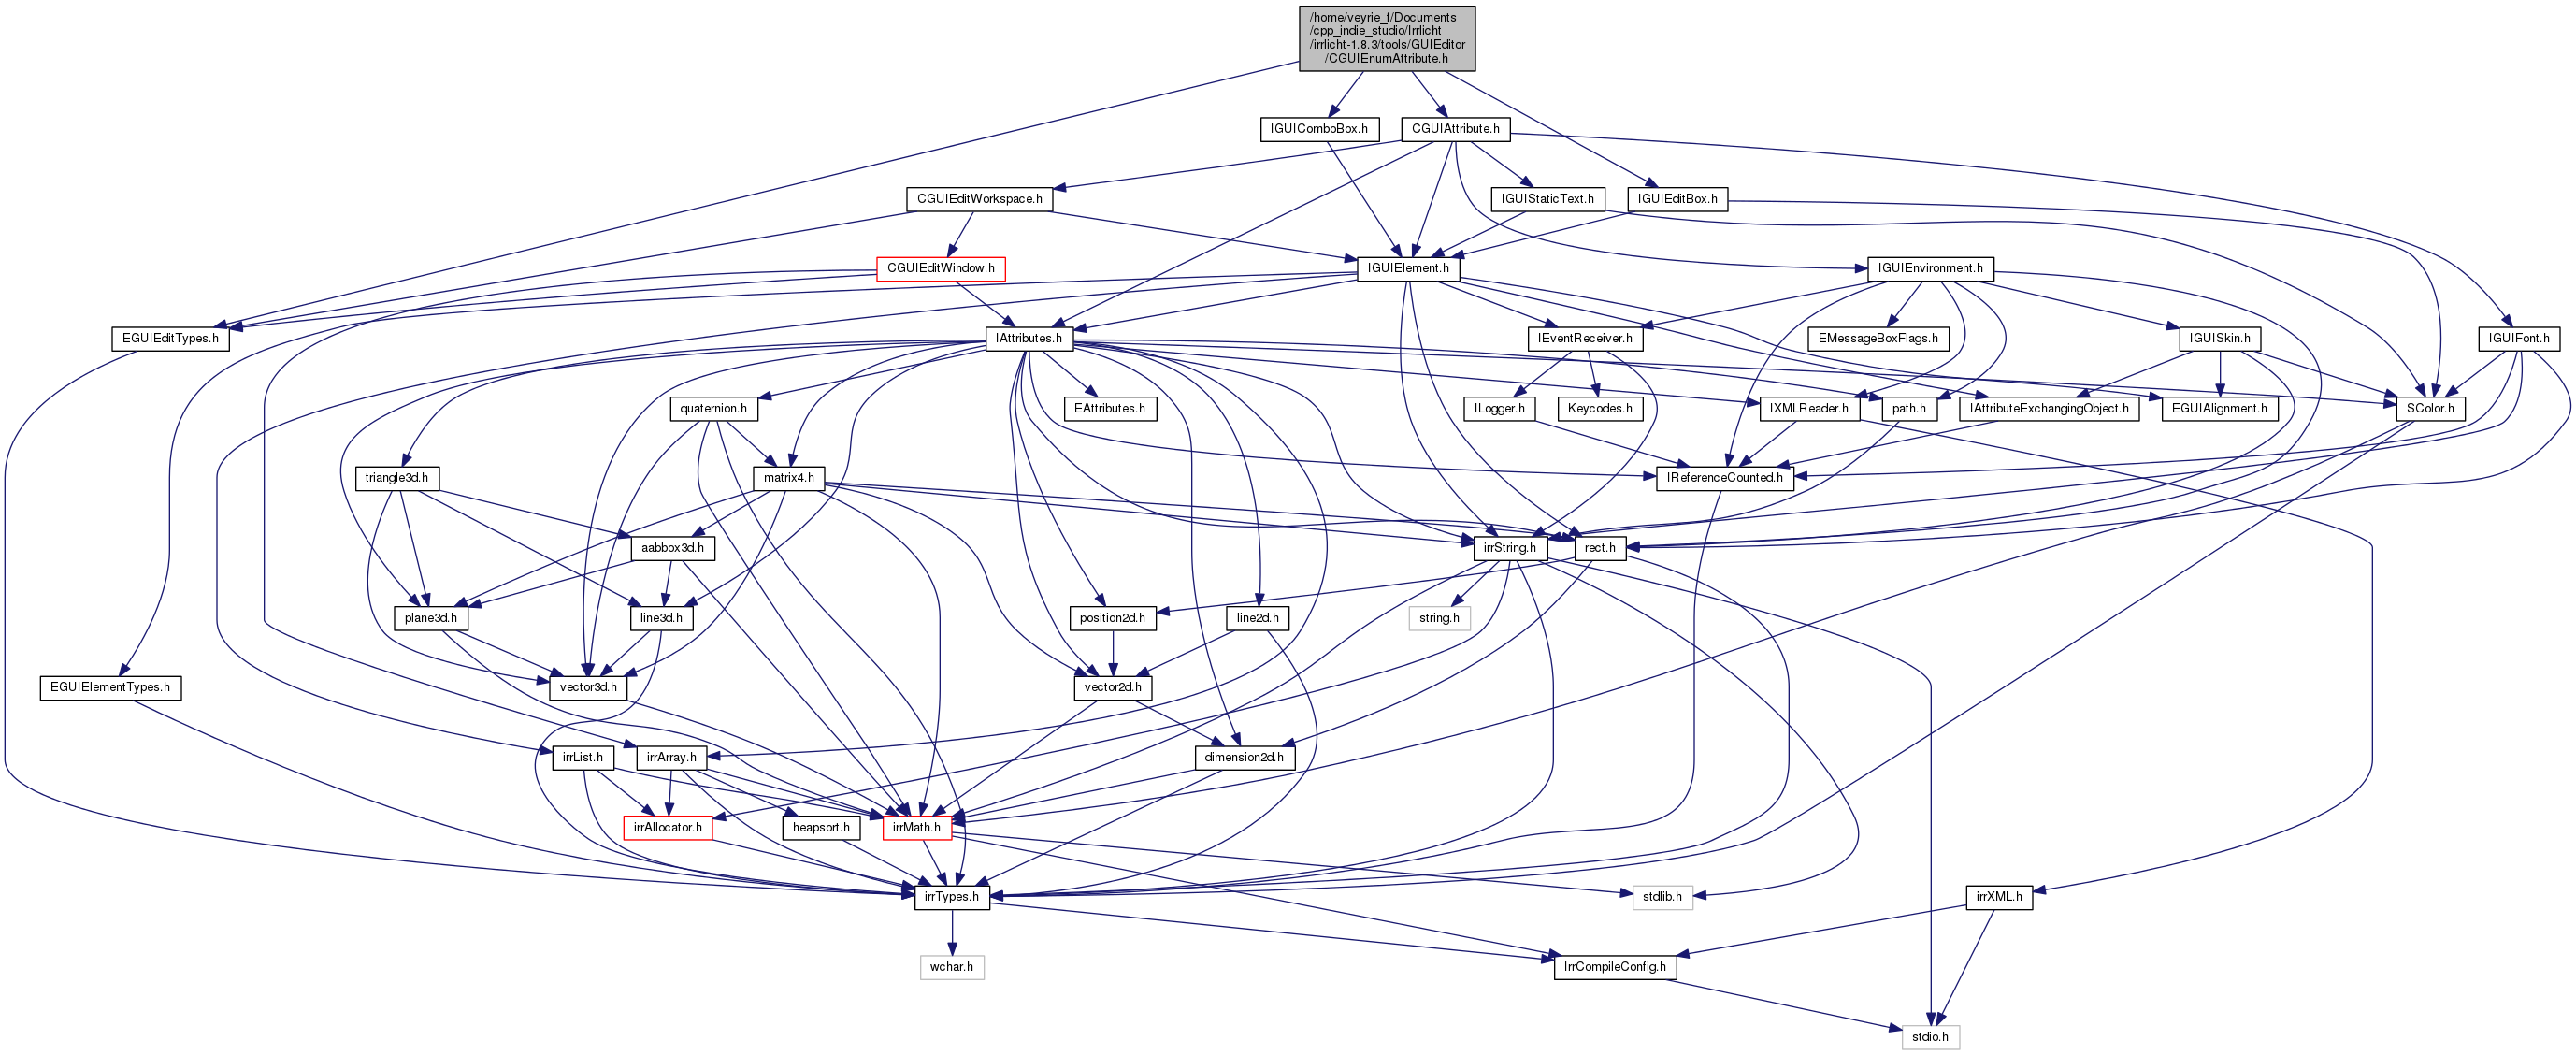 /home/veyrie_f/Documents
/cpp_indie_studio/Irrlicht
/irrlicht-1.8.3/tools/GUIEditor
/CGUIEnumAttribute.h
IGUIComboBox.h
CGUIAttribute.h
CGUIEditWorkspace.h
IGUIStaticText.h
IGUIEditBox.h
CGUIEditWindow.h
IGUIElement.h
IGUIEnvironment.h
EGUIEditTypes.h
IAttributes.h
IEventReceiver.h
EMessageBoxFlags.h
IGUISkin.h
IGUIFont.h
quaternion.h
EAttributes.h
ILogger.h
Keycodes.h
IXMLReader.h
path.h
IAttributeExchangingObject.h
EGUIAlignment.h
SColor.h
triangle3d.h
matrix4.h
IReferenceCounted.h
aabbox3d.h
irrString.h
rect.h
plane3d.h
line3d.h
position2d.h
line2d.h
string.h
EGUIElementTypes.h
vector3d.h
vector2d.h
irrList.h
irrArray.h
dimension2d.h
irrAllocator.h
heapsort.h
irrMath.h
irrTypes.h
stdlib.h
irrXML.h
wchar.h
IrrCompileConfig.h
stdio.h